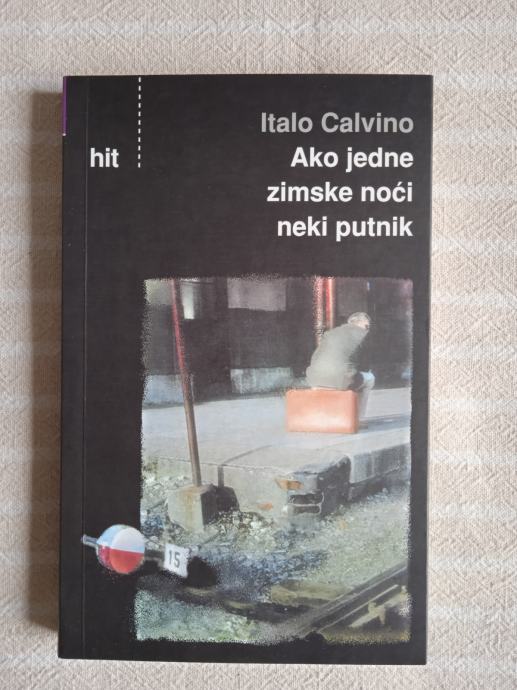 Italo Calvino
hit
Ako jedne
zimske noći
neki putnik
15